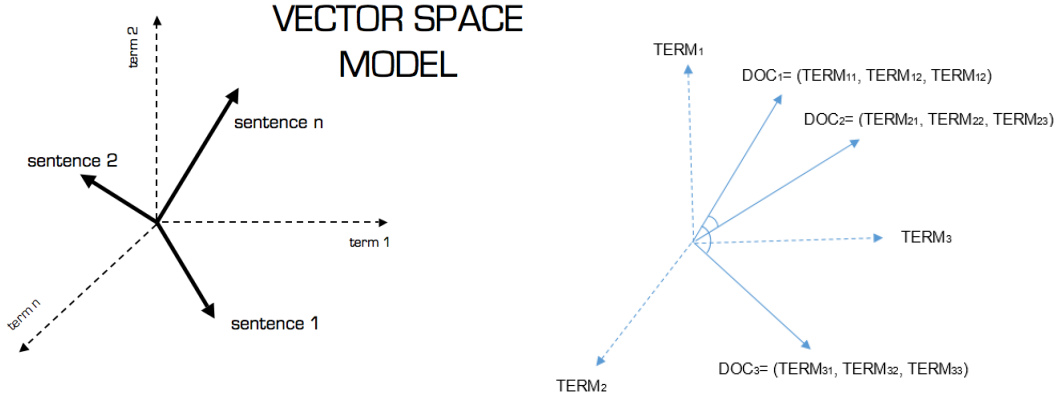 VECTOR SPACE
MODEL
term 2
sentence n
sentence 2
term 1
term n
sentence 1
TERM₁
DOC₁= (TERM₁₁, TERM₁₂, TERM₁₂)
DOC₂= (TERM₂₁, TERM₂₂, TERM₂₃)
TERM₃
DOC₃= (TERM₃₁, TERM₃₂, TERM₃₃)
TERM₂